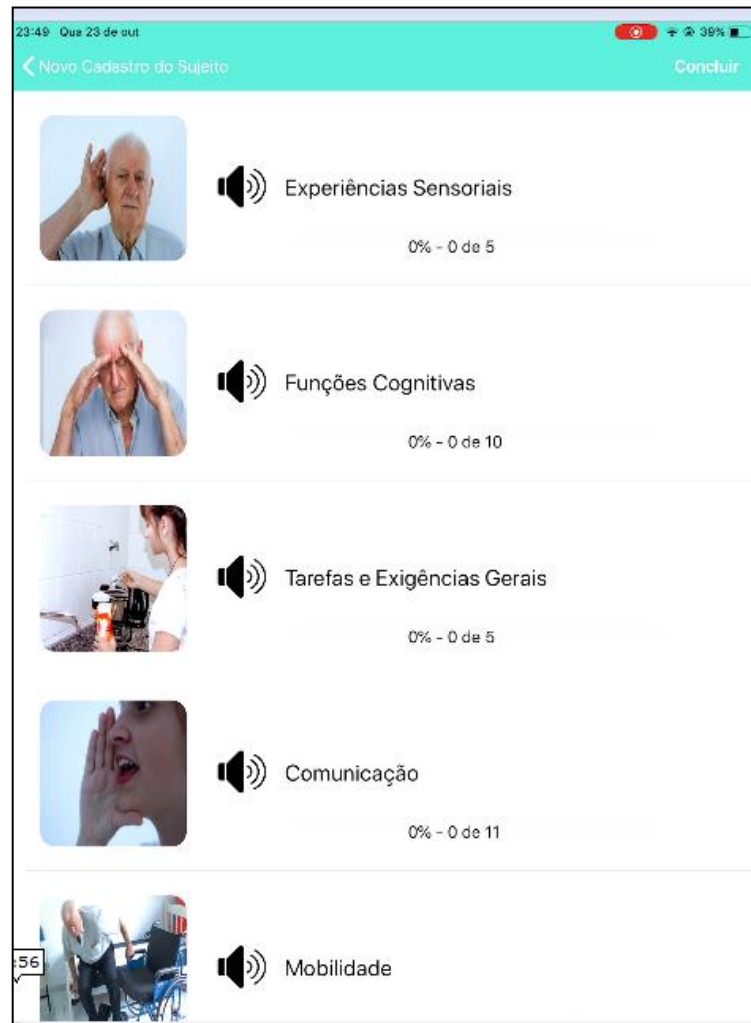 23:49 Qua 23 de out
39%
Novo Cadastro do Sujeito
Concluir
Experiências Sensoriais
0% - 0 de 5
Funções Cognitivas
0% - 0 de 10
Tarefas e Exigências Gerais
0% - 0 de 5
Comunicação
0% - 0 de 11
:56
Mobilidade